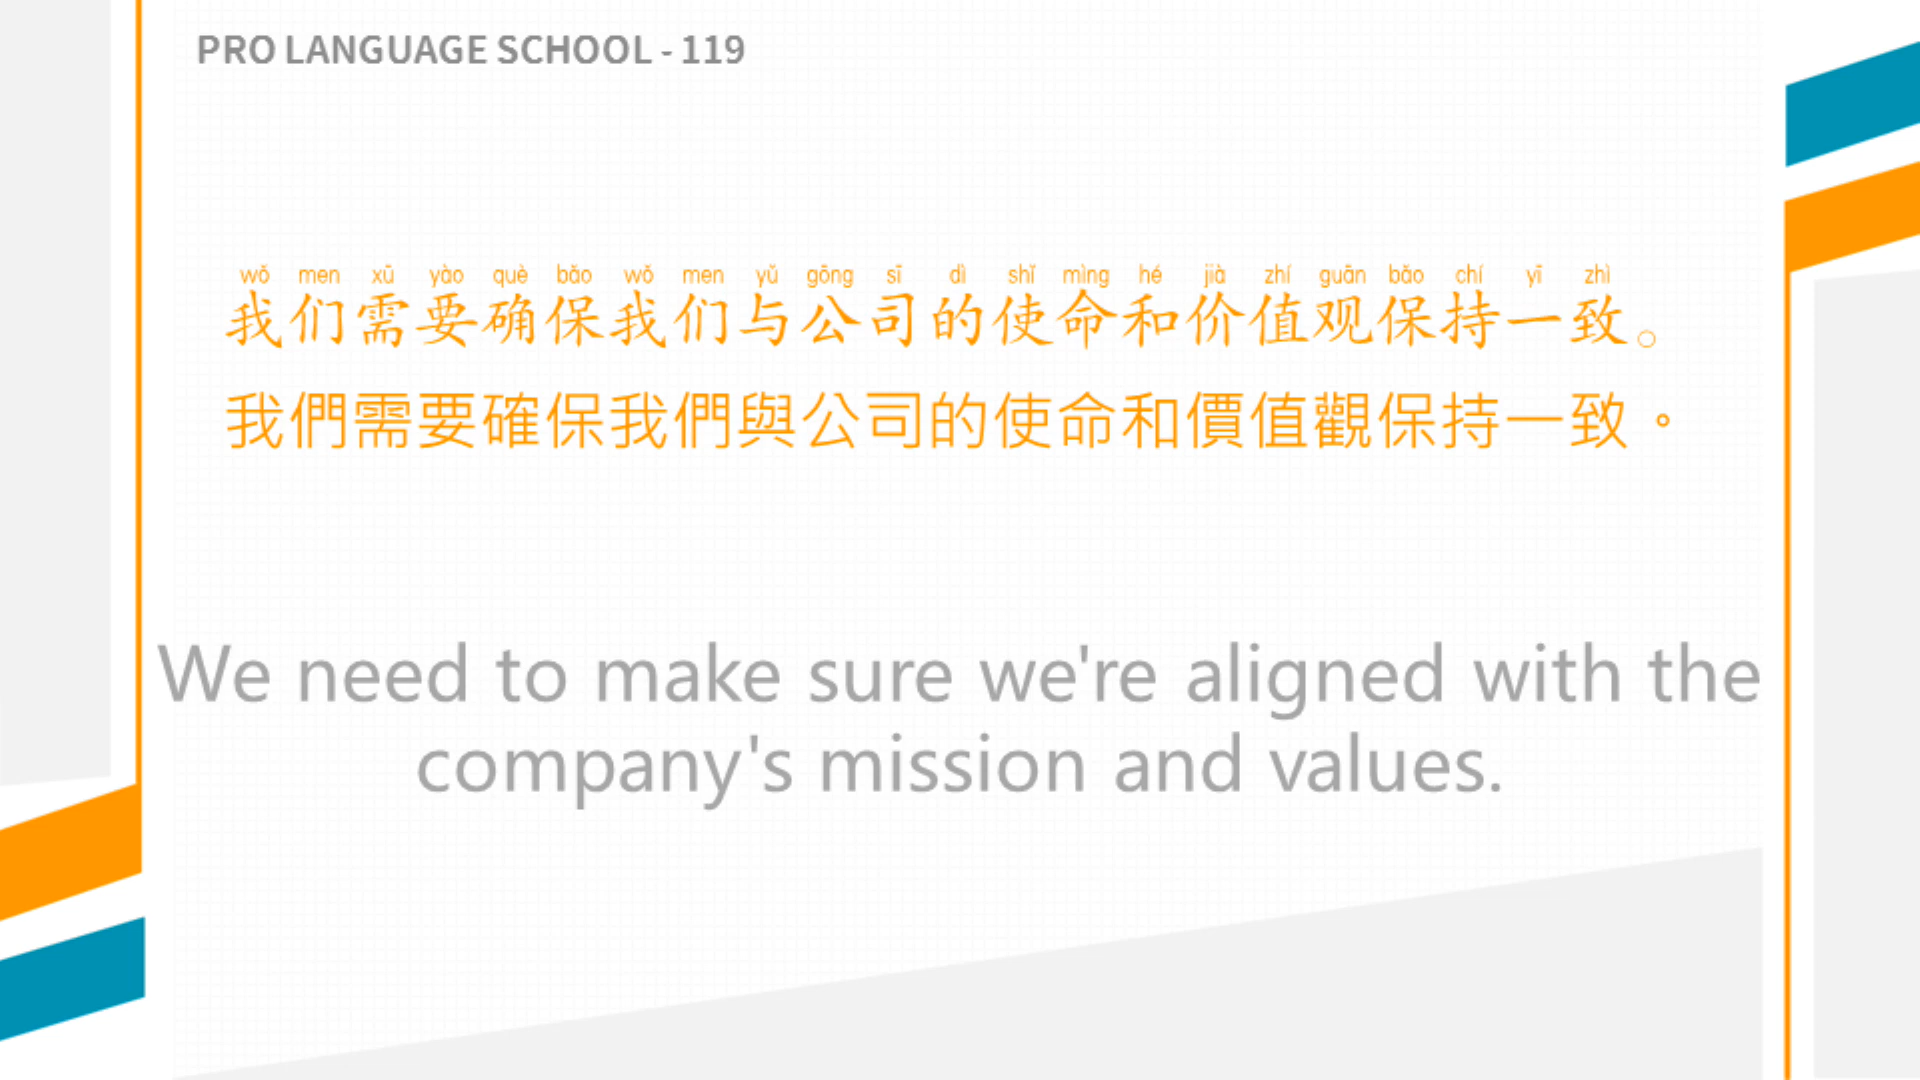 PRO LANGUAGE SCHOOL - 119
wǒ men xū yào què bǎo wǒ men yǔ gōng sī dì shǐ mìng hé jià zhí guān bǎo chí yī zhì
我们需要确保我们与公司的使命和价值观保持一致。
我們需要確保我們與公司的使命和價值觀保持一致。
We need to make sure we're aligned with the
company's mission and values.